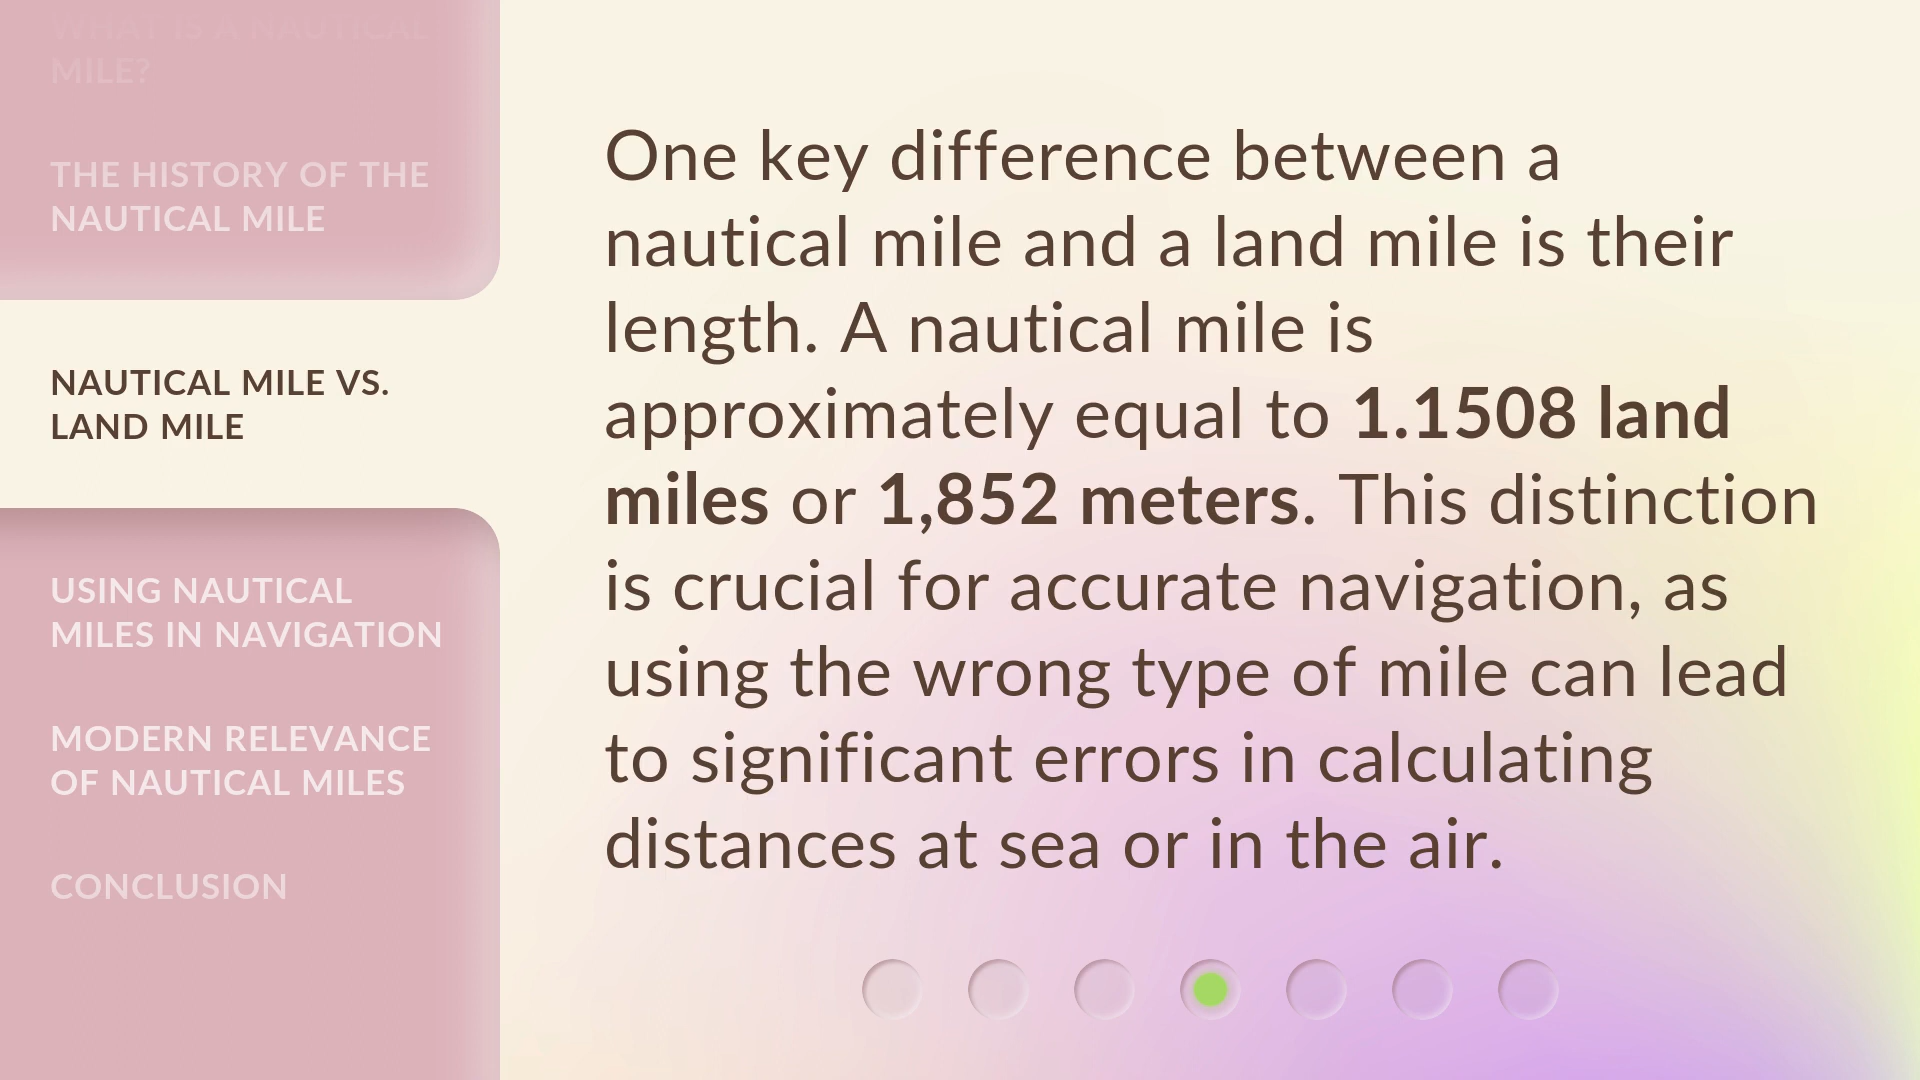 WHAT IS A NAUTICAL
MILE?
THE HISTORY OF THE
NAUTICAL MILE
NAUTICAL MILE VS.
LAND MILE
USING NAUTICAL
MILES IN NAVIGATION
MODERN RELEVANCE
OF NAUTICAL MILES
CONCLUSION
One key difference between a
nautical mile and a land mile is their
length. A nautical mile is
approximately equal to 1.1508 land
miles or 1,852 meters. This distinction
is crucial for accurate navigation, as
using the wrong type of mile can lead
to significant errors in calculating
distances at sea or in the air.